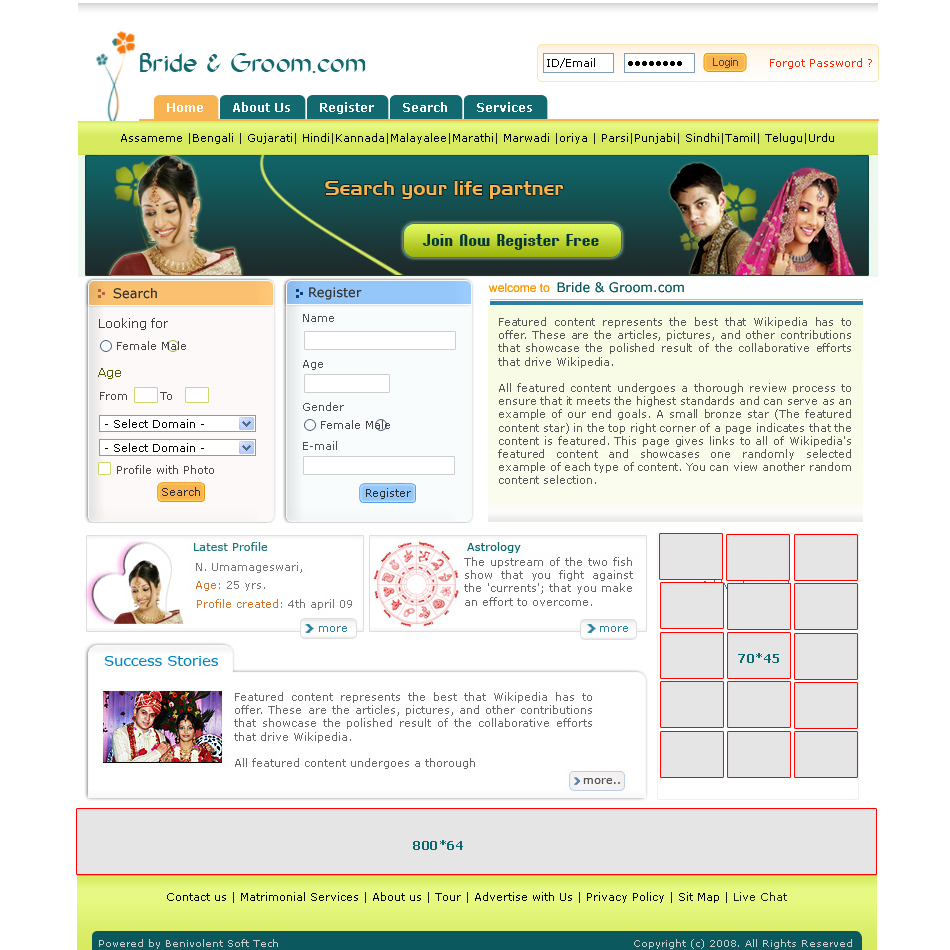 Bride & Groom.com
ID/Email
●●●●●●●●
Login
Forgot Password ?
Home
About Us
Register
Search
Services
Assameme |Bengali | Gujarati| Hindi|Kannada|Malayalee|Marathi| Marwadi |oriya | Parsi|Punjabi| Sindhi|Tamil| Telugu|Urdu
Search your life partner
Join Now Register Free
Search
Looking for
Female Male
Age
From
To
- Select Domain -
- Select Domain -
Profile with Photo
Search
Register
Name
Age
Gender
Female Male
E-mail
Register
welcome to Bride & Groom.com
Featured content represents the best that Wikipedia has to
offer. These are the articles, pictures, and other contributions
that showcase the polished result of the collaborative efforts
that drive Wikipedia.
All featured content undergoes a thorough review process to
ensure that it meets the highest standards and can serve as an
example of our end goals. A small bronze star (The featured
content star) in the top right corner of a page indicates that the
content is featured. This page gives links to all of Wikipedia's
featured content and showcases one randomly selected
example of each type of content. You can view another random
content selection.
Latest Profile
N. Umamageswari,
Age: 25 yrs.
Profile created: 4th april 09
more
Astrology
The upstream of the two fish
show that you fight against
the 'currents'; that you make
an effort to overcome.
more
70*45
Success Stories
Featured content represents the best that Wikipedia has to
offer. These are the articles, pictures, and other contributions
that showcase the polished result of the collaborative efforts
that drive Wikipedia.
All featured content undergoes a thorough
more..
800*64
Contact us | Matrimonial Services | About us | Tour | Advertise with Us | Privacy Policy | Sit Map | Live Chat
Powered by Benivolent Soft Tech
Copyright (c) 2008. All Rights Reserved